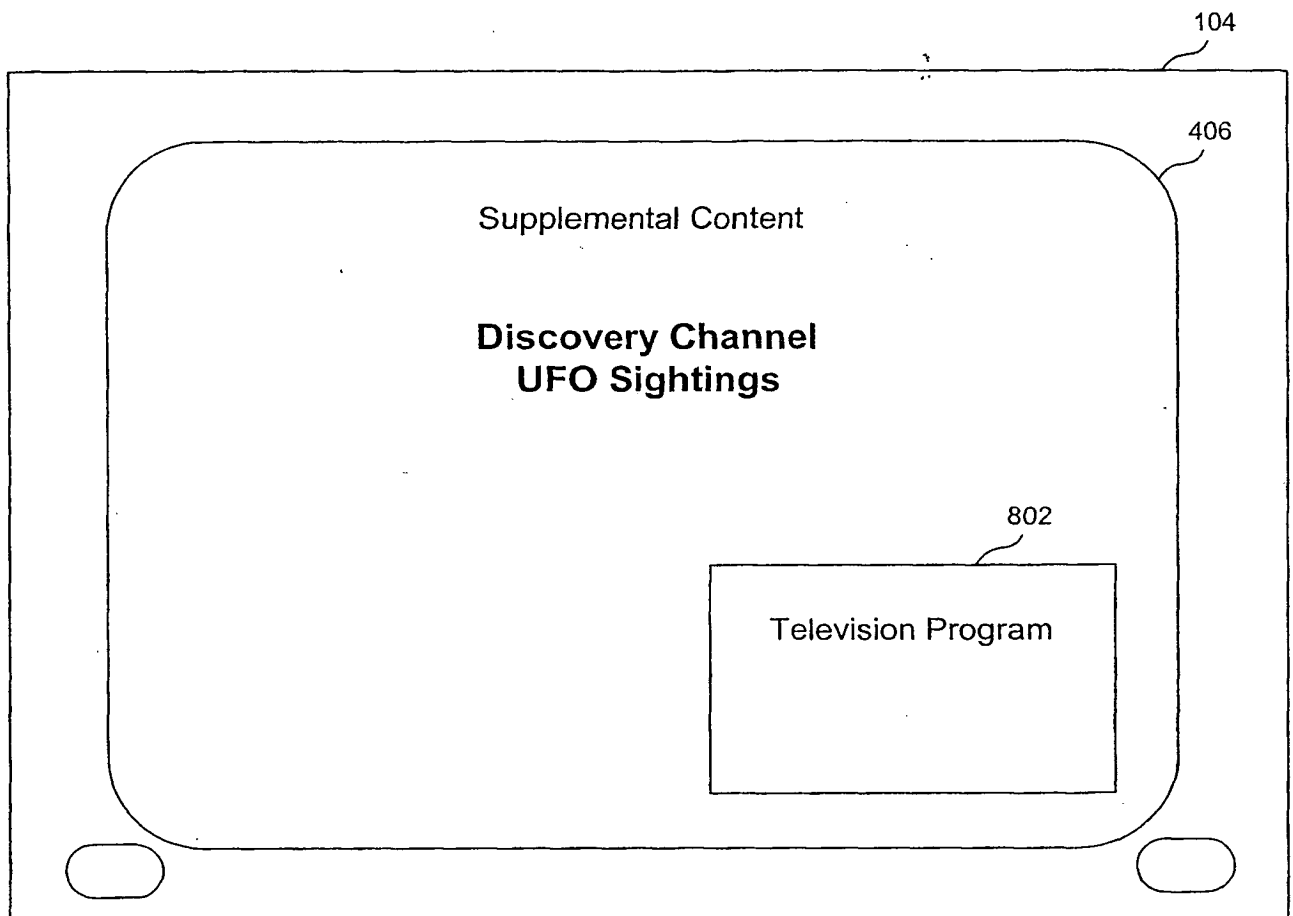 104
406
Supplemental Content
Discovery Channel
UFO Sightings
802
Television Program